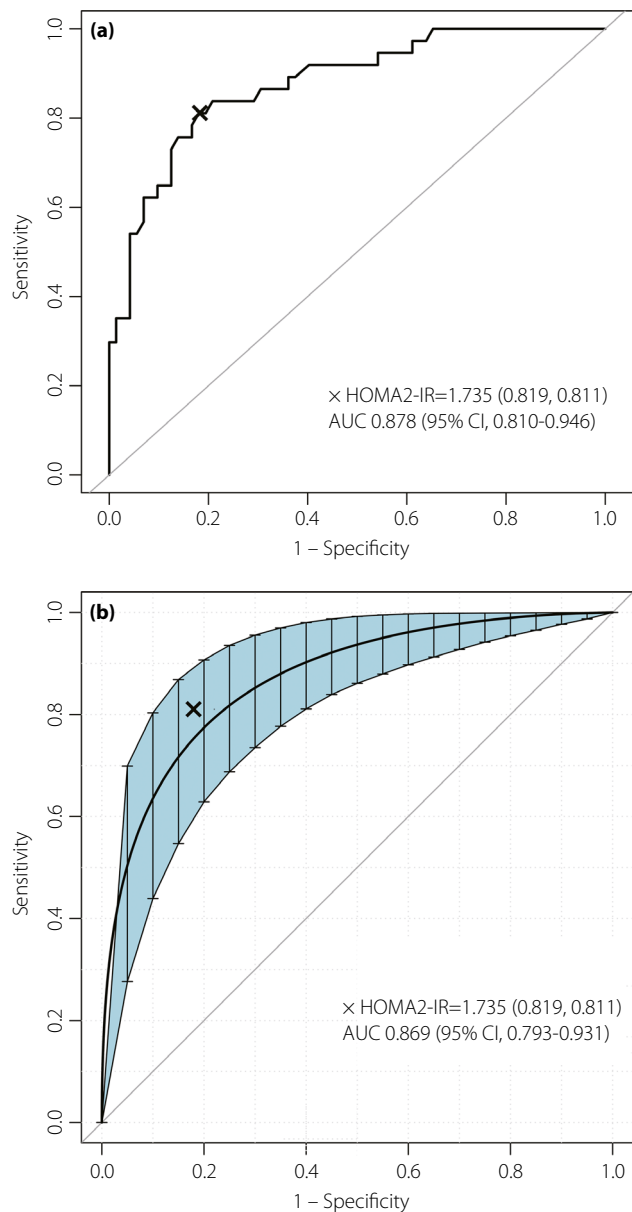 (a)
1.0
0.8
0.6
0.4
0.2
0.0
Sensitivity
× HOMA2-IR=1.735 (0.819, 0.811)
AUC 0.878 (95% CI, 0.810-0.946)
0.0 0.2 0.4 0.6 0.8 1.0
1 – Specificity
(b)
1.0
0.8
0.6
0.4
0.2
0.0
Sensitivity
× HOMA2-IR=1.735 (0.819, 0.811)
AUC 0.869 (95% CI, 0.793-0.931)
0.0 0.2 0.4 0.6 0.8 1.0
1 – Specificity